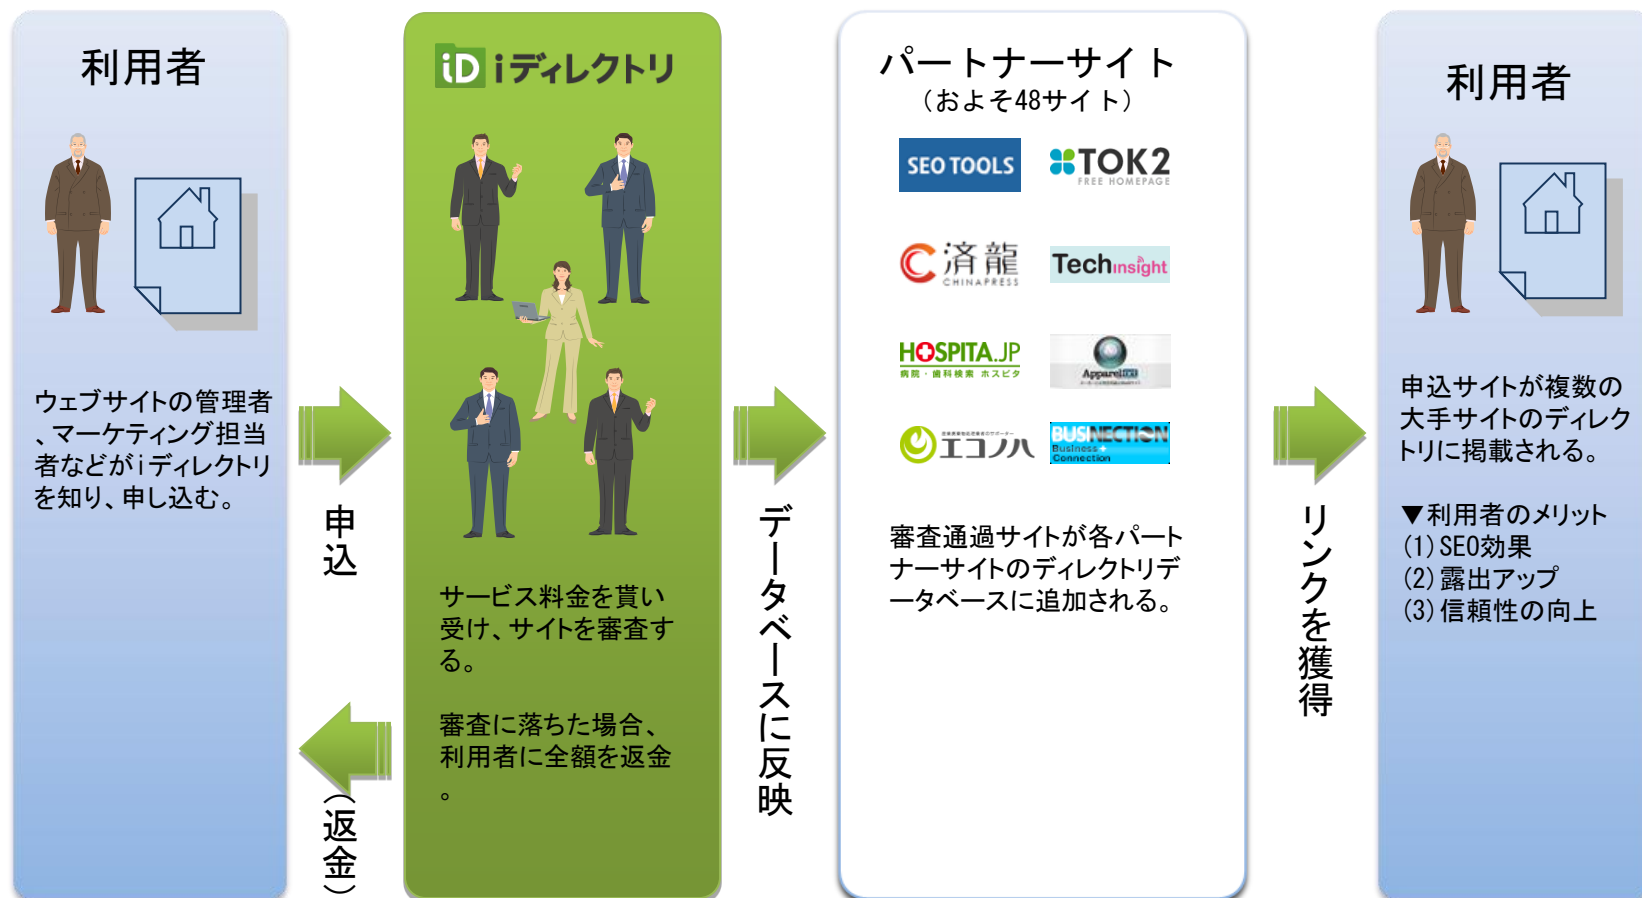 利用者
ウェブサイトの管理者
、マーケティング担当
者などがiディレクトリ
を知り、申し込む。
申込
(返金)
iD iディレクトリ
サービス料金を貰い
受け、サイトを審査す
る。
審査に落ちた場合、
利用者に全額を返金
。
データベースに反映
パートナーサイト
(およそ48サイト)
SEO TOOLS
TOK2
FREE HOMEPAGE
済龍
CHINAPRESS
Techinsight
HOSPITA.JP
病院・歯科検索 ホスピタ
Apparel
エコノハ
BUSINECTION
Business+
Connection
審査通過サイトが各パート
ナーサイトのディレクトリデ
ータベースに追加される。
リンクを獲得
利用者
申込サイトが複数の
大手サイトのディレク
トリに掲載される。
▼利用者のメリット
(1)SEO効果
(2)露出アップ
(3)信頼性の向上